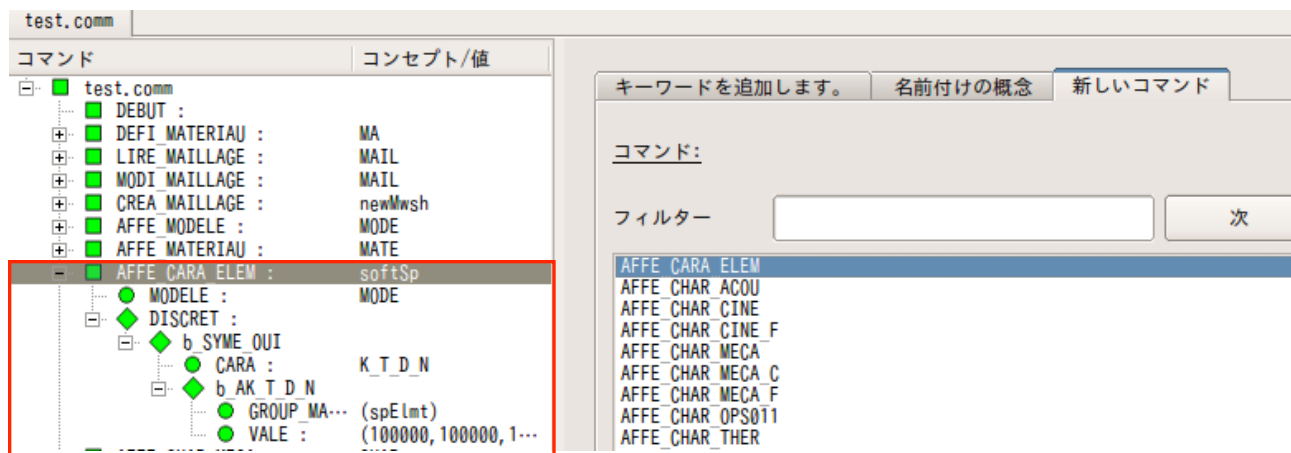 test.comm
コマンド コンセプト/値
test.comm
DEBUT :
DEFI_MATERIAU : MA
LIRE_MAILLAGE : MAIL
MODI_MAILLAGE : MAIL
CREA_MAILLAGE : newMwsh
AFFE_MODELE : MODE
AFFE_MATERIAU : MATE
AFFE_CARA_ELEM : softSp
MODELE : MODE
DISCRET :
b_SYME_OUI
CARA : K_T_D_N
b_AK_T_D_N
GROUP_MA… (spElmt)
VALE : (100000,100000,1…
キーワードを追加します。 名前付けの概念 新しいコマンド
コマンド:
フィルター 次
AFFE_CARA_ELEM
AFFE_CHAR_ACOU
AFFE_CHAR_CINE
AFFE_CHAR_CINE_F
AFFE_CHAR_MECA
AFFE_CHAR_MECA_C
AFFE_CHAR_MECA_F
AFFE_CHAR_OPS011
AFFE_CHAR_THER